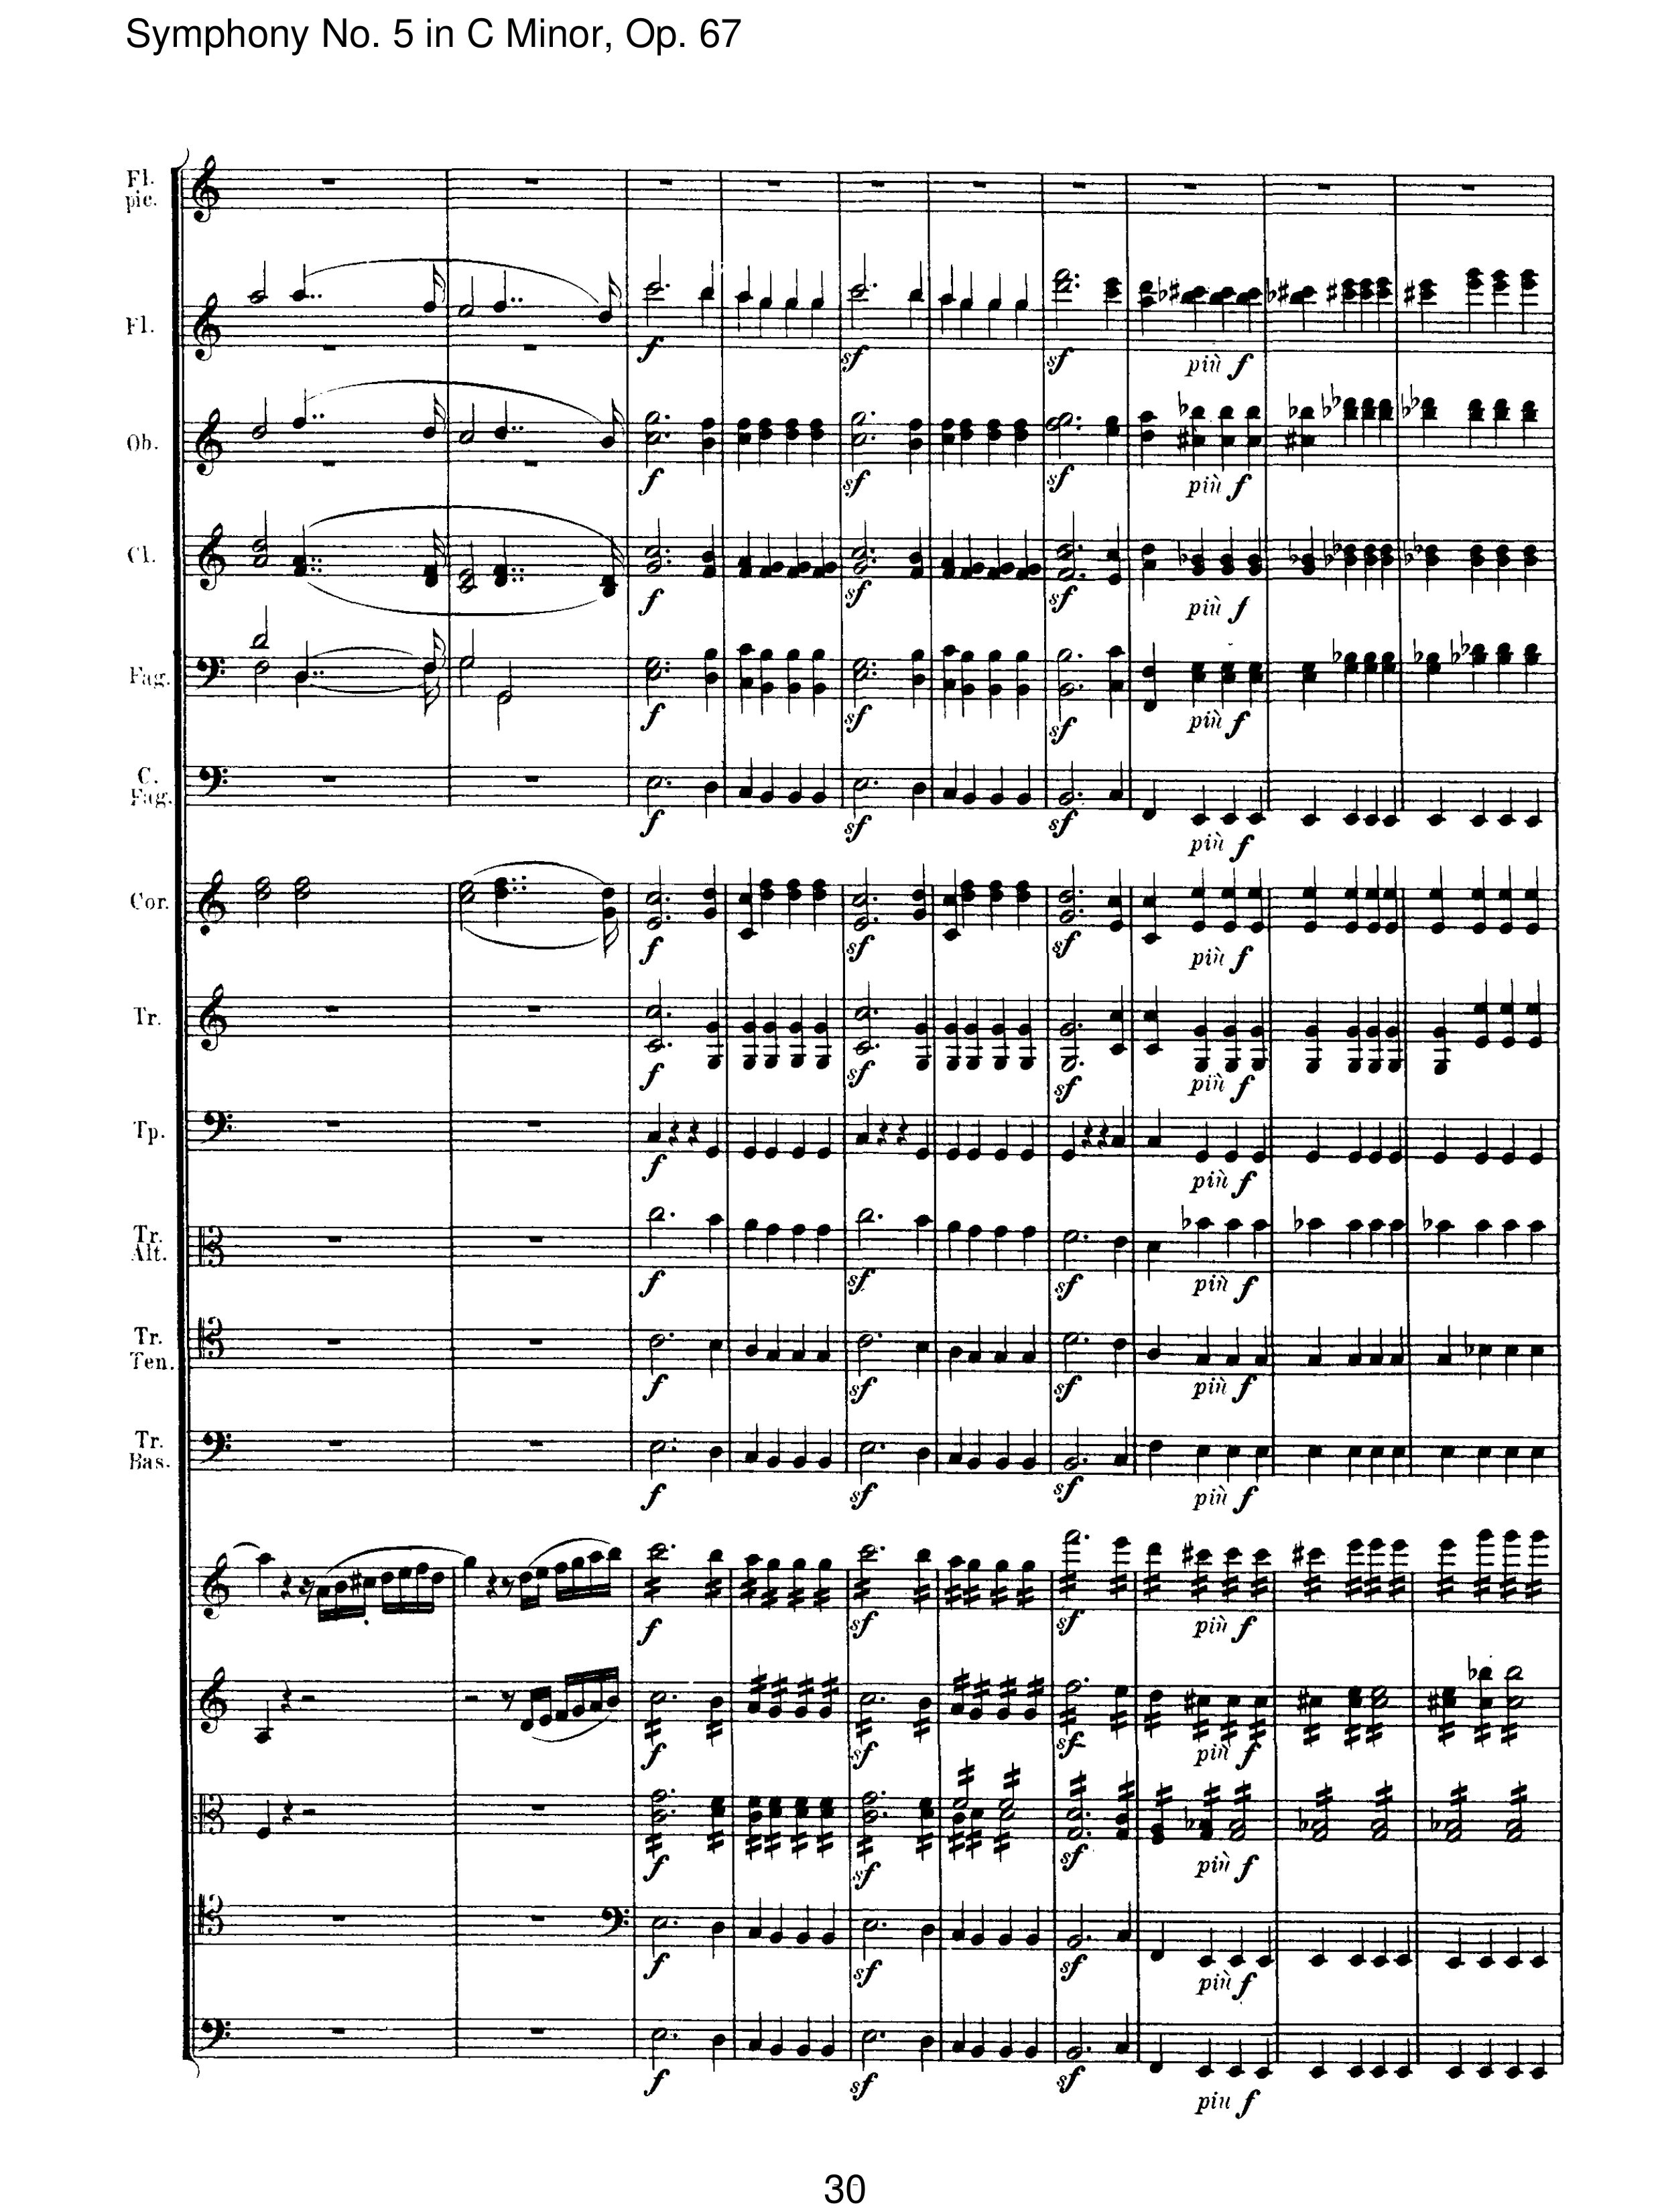 Symphony No. 5 in C Minor, Op. 67
Fl.
pic.
Fl.
f sf sf più f
Ob.
f sf sf più f
Cl.
f sf sf più f
Fag.
f sf sf più f
C.
Fag.
f sf sf più f
Cor.
f sf sf più f
Tr.
f sf sf più f
Tp.
f più f
Tr.
Alt.
f sf sf più f
Tr.
Ten.
f sf sf più f
Tr.
Bas.
f sf sf più f
f sf sf più f
f sf sf più f
f sf sf più f
f sf sf più f
f sf sf piu f
30